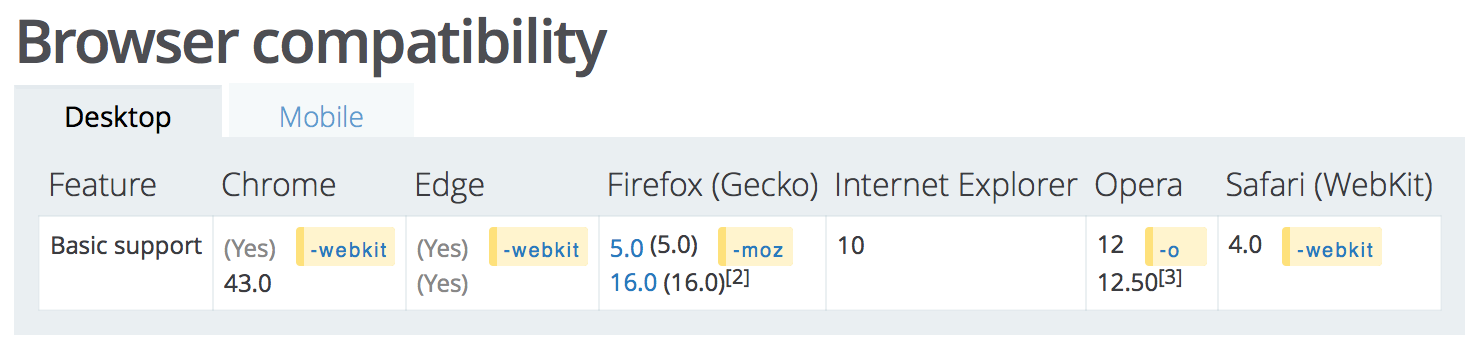 Browser compatibility
Desktop Mobile
Feature Chrome Edge Firefox (Gecko) Internet Explorer Opera Safari (WebKit)
Basic support (Yes) -webkit (Yes) -webkit 5.0 (5.0) -moz 10 12 -o 4.0 -webkit
43.0 (Yes) 16.0 (16.0)[2] 12.50[3]